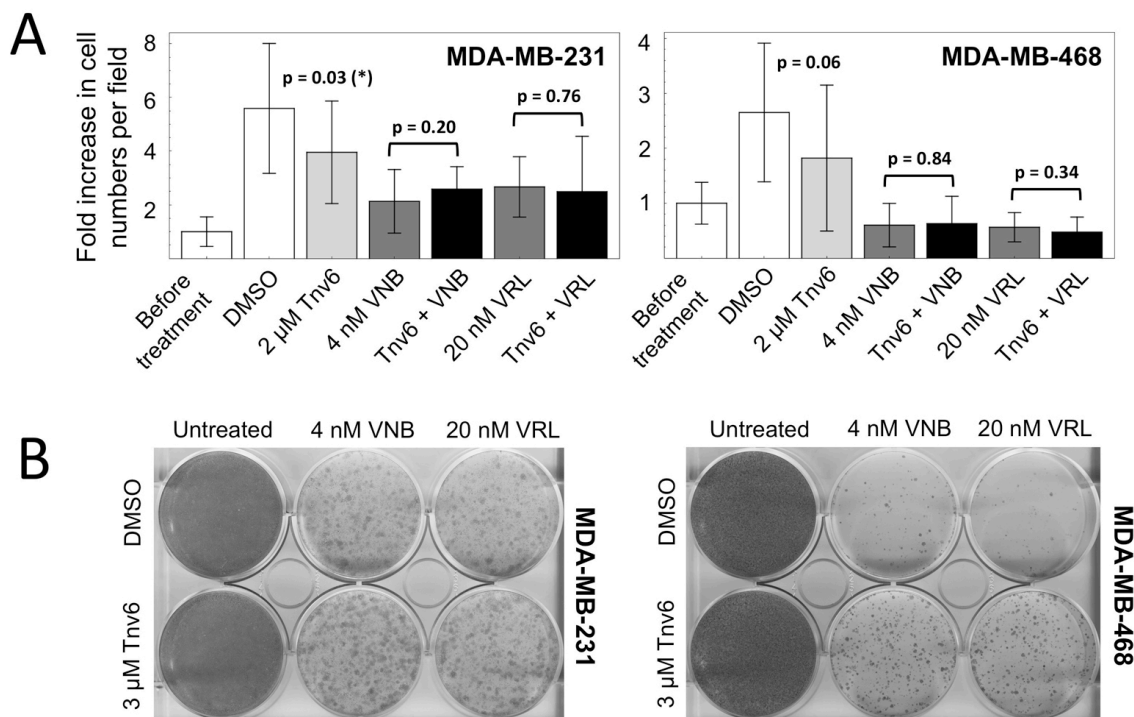 A
Fold increase in cell
numbers per field
8
6
4
2
MDA-MB-231
p = 0.03 (*)
p = 0.20
p = 0.76
Before
treatment
DMSO
2 µM Tnv6
4 nM VNB
Tnv6 + VNB
20 nM VRL
Tnv6 + VRL
4
3
2
1
MDA-MB-468
p = 0.06
p = 0.84
p = 0.34
Before
treatment
DMSO
2 µM Tnv6
4 nM VNB
Tnv6 + VNB
20 nM VRL
Tnv6 + VRL
B
Untreated 4 nM VNB 20 nM VRL
DMSO
3 µM Tnv6
MDA-MB-231
Untreated 4 nM VNB 20 nM VRL
DMSO
3 µM Tnv6
MDA-MB-468